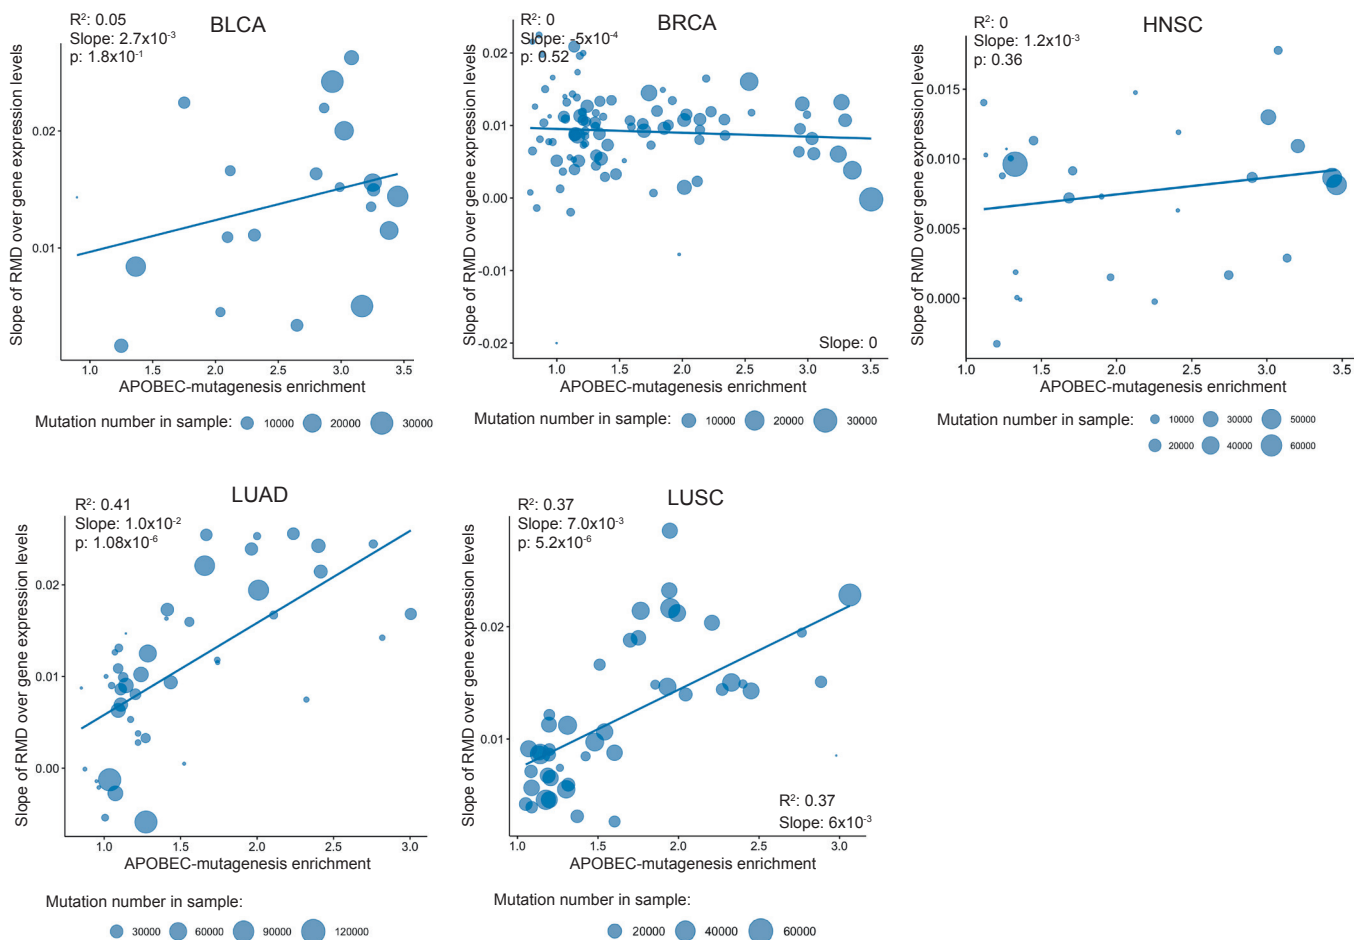 BLCA
R²: 0.05
Slope: 2.7x10⁻³
p: 1.8x10⁻¹
Slope of RMD over gene expression levels
0.02
0.01
1.0 1.5 2.0 2.5 3.0 3.5
APOBEC-mutagenesis enrichment
Mutation number in sample: 10000 20000 30000
BRCA
R²: 0
Slope: -5x10⁻⁴
p: 0.52
Slope of RMD over gene expression levels
0.02
0.01
0.00
-0.01
-0.02
Slope: 0
1.0 1.5 2.0 2.5 3.0 3.5
APOBEC-mutagenesis enrichment
Mutation number in sample: 10000 20000 30000
HNSC
R²: 0
Slope: 1.2x10⁻³
p: 0.36
Slope of RMD over gene expression levels
0.015
0.010
0.005
0.000
1.0 1.5 2.0 2.5 3.0 3.5
APOBEC-mutagenesis enrichment
Mutation number in sample: 10000 30000 50000
20000 40000 60000
LUAD
R²: 0.41
Slope: 1.0x10⁻²
p: 1.08x10⁻⁶
Slope of RMD over gene expression levels
0.02
0.01
0.00
1.0 1.5 2.0 2.5 3.0
APOBEC-mutagenesis enrichment
Mutation number in sample:
30000 60000 90000 120000
LUSC
R²: 0.37
Slope: 7.0x10⁻³
p: 5.2x10⁻⁶
Slope of RMD over gene expression levels
0.02
0.01
R²: 0.37
Slope: 6x10⁻³
1.0 1.5 2.0 2.5 3.0
APOBEC-mutagenesis enrichment
Mutation number in sample:
20000 40000 60000